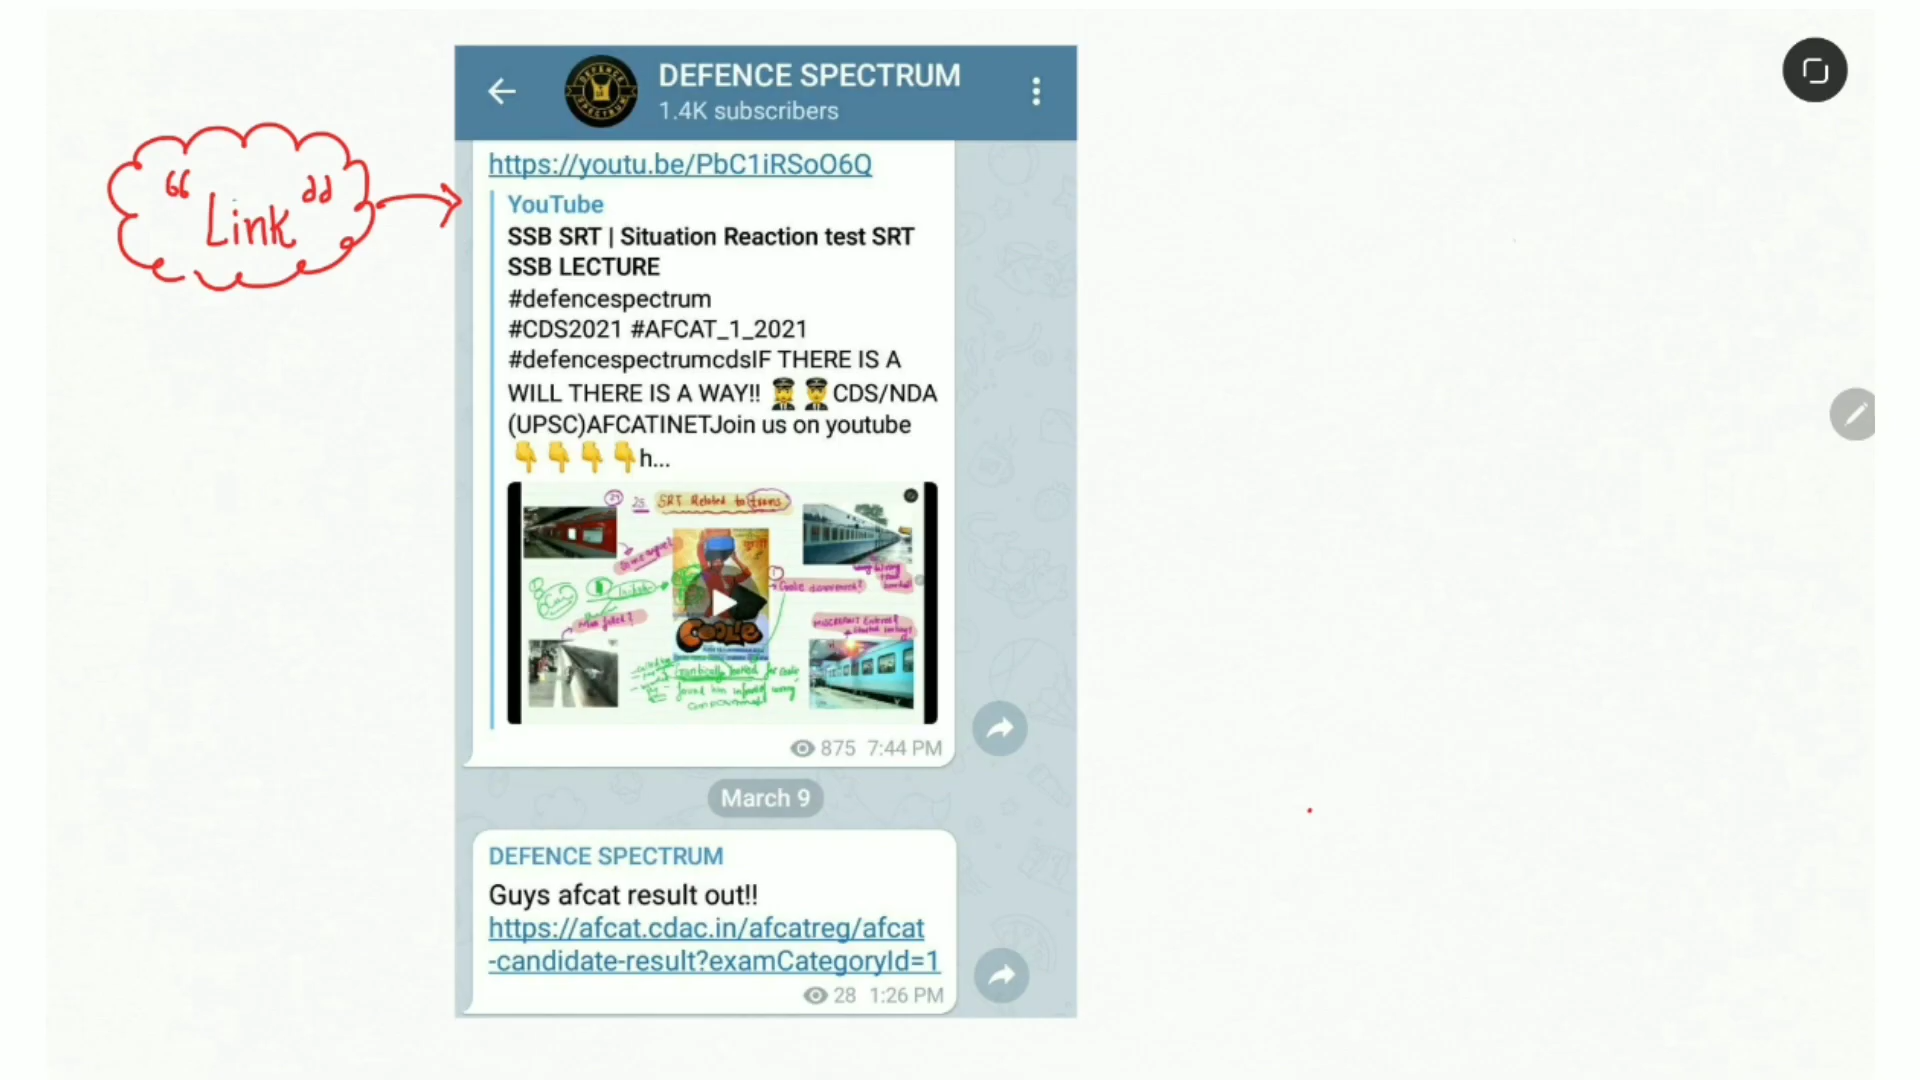 DEFENCE SPECTRUM
1.4K subscribers
"Link"
https://youtu.be/PbC1iRSoO6Q
YouTube
SSB SRT | Situation Reaction test SRT
SSB LECTURE
#defencespectrum
#CDS2021 #AFCAT_1_2021
#defencespectrumcdsIF THERE IS A
WILL THERE IS A WAY!! 👩‍✈️👨‍✈️CDS/NDA
(UPSC)AFCATINETJoin us on youtube
👇👇👇👇h...
25 SRT Related to trains
COOLIE
875 7:44 PM
March 9
DEFENCE SPECTRUM
Guys afcat result out!!
https://afcat.cdac.in/afcatreg/afcat
-candidate-result?examCategoryId=1
28 1:26 PM